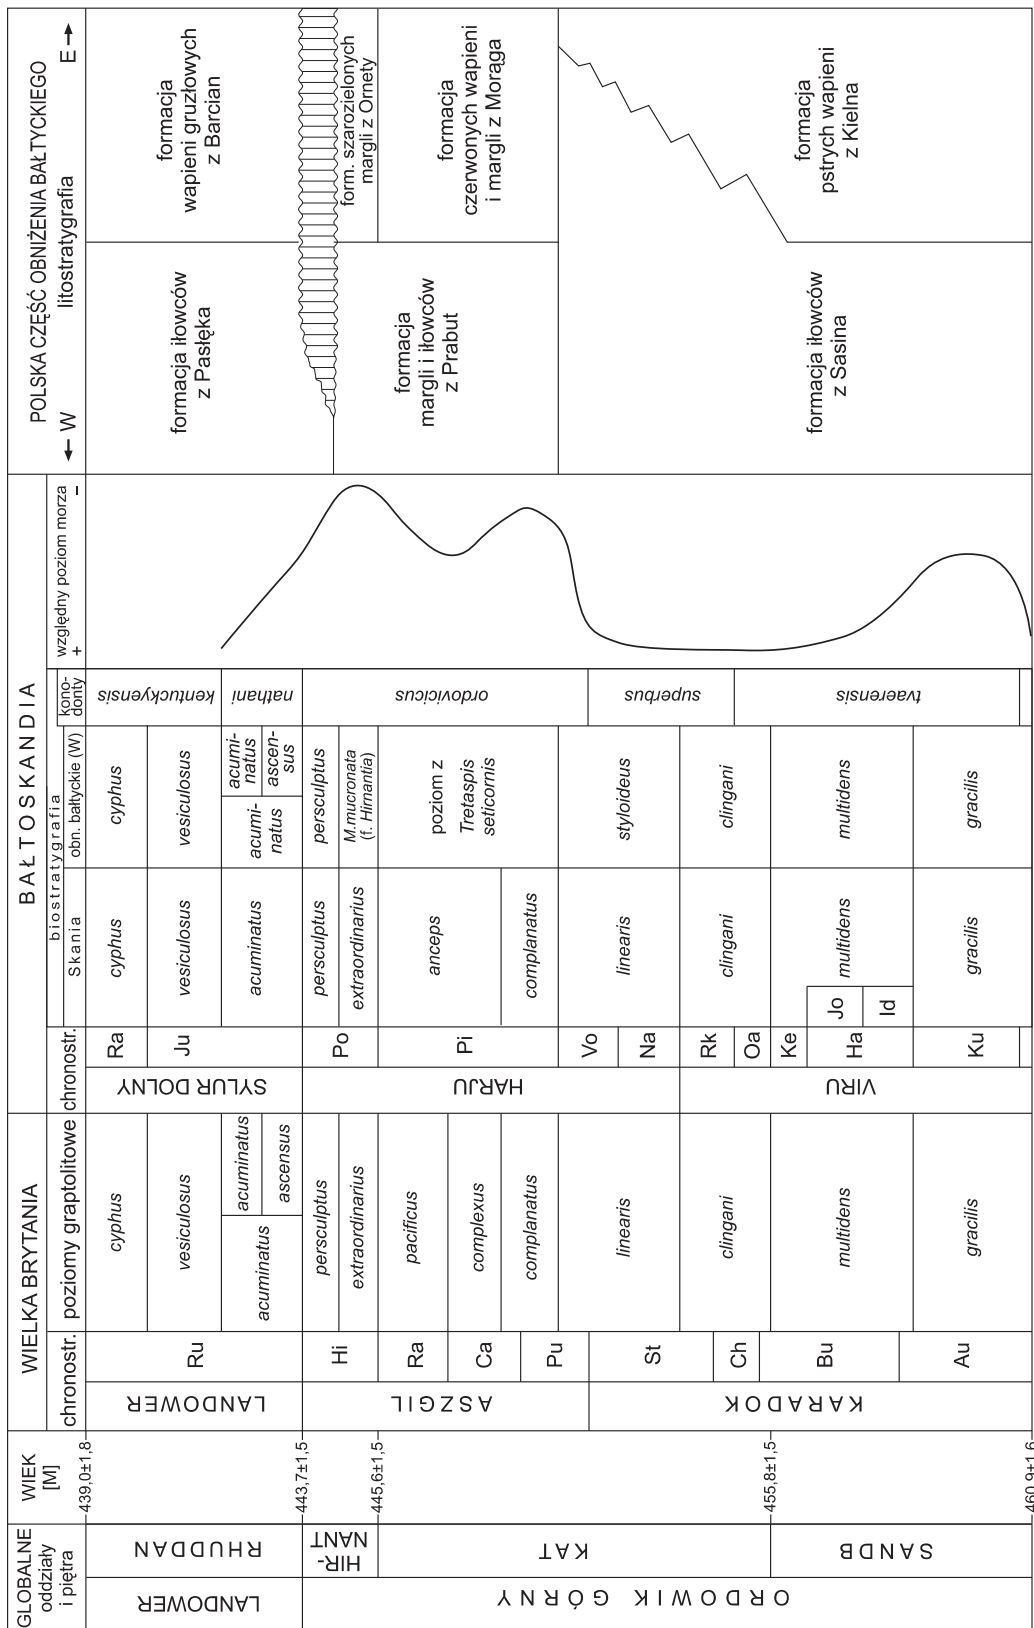 GLOBALNE
oddziały
i piętra
WIEK
[M]
WIELKA BRYTANIA
chronostr.
poziomy graptolitowe
BAŁTOSKANDIA
chronostr.
biostratygrafia
Skania
obn. bałtyckie (W)
kono-
donty
względny poziom morza
+
-
POLSKA CZĘŚĆ OBNIŻENIA BAŁTYCKIEGO
litostratygrafia
W
E
LANDOWER
ORDOWIK GÓRNY
RHUDDAN
HIR-
NANT
KAT
SANDB
439,0±1,8
443,7±1,5
445,6±1,5
455,8±1,5
460,9±1,6
LANDOWER
ASZGIL
KARADOK
Ru
Hi
Ra
Ca
Pu
St
Ch
Bu
Au
cyphus
vesiculosus
acuminatus
acuminatus
ascensus
persculptus
extraordinarius
pacificus
complexus
complanatus
linearis
clingani
multidens
gracilis
SYLUR DOLNY
HARJU
VIRU
Ra
Ju
Po
Pi
Vo
Na
Rk
Oa
Ke
Ha
Jo
Id
Ku
cyphus
vesiculosus
acuminatus
persculptus
extraordinarius
anceps
complanatus
linearis
clingani
multidens
gracilis
cyphus
vesiculosus
acumi-
natus
acumi-
natus
ascen-
sus
persculptus
M.mucronata
(f. Hirnantia)
poziom z
Tretaspis
seticornis
styloideus
clingani
multidens
gracilis
kentuckyensis
nathani
ordovicicus
superbus
tvaerensis
formacja iłowców
z Pasłęka
formacja
wapieni gruzłowych
z Barcian
form. szarozielonych
margli z Ornety
formacja
margli i iłowców
z Prabut
formacja
czerwonych wapieni
i margli z Morąga
formacja iłowców
z Sasina
formacja
pstrych wapieni
z Kielna